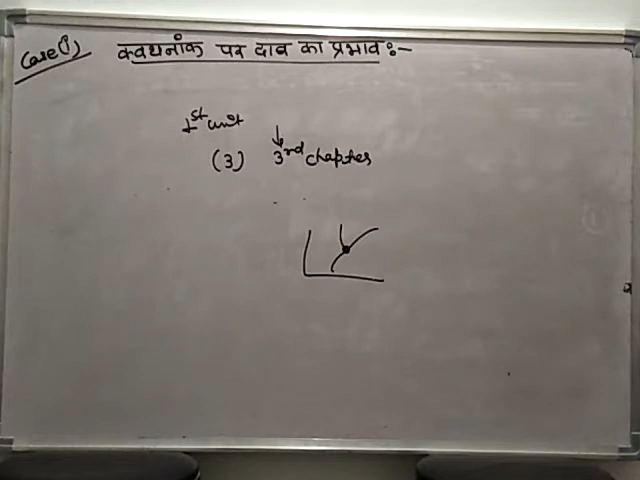 Case (i) क्वथनांक पर दाब का प्रभाव :-
1st unit
(3) 3rd chapter